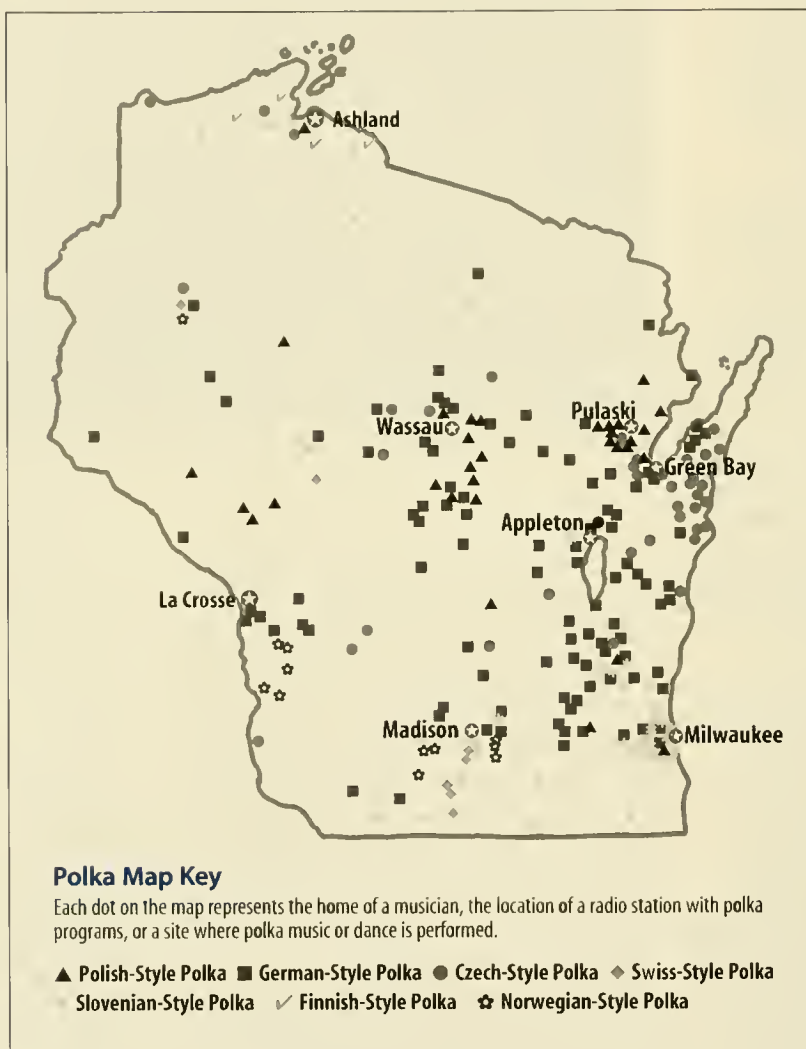 Ashland
Wassau
Pulaski
Green Bay
Appleton
La Crosse
Madison
Milwaukee
Polka Map Key
Each dot on the map represents the home of a musician, the location of a radio station with polka
programs, or a site where polka music or dance is performed.
Polish-Style Polka German-Style Polka Czech-Style Polka Swiss-Style Polka
Slovenian-Style Polka Finnish-Style Polka Norwegian-Style Polka